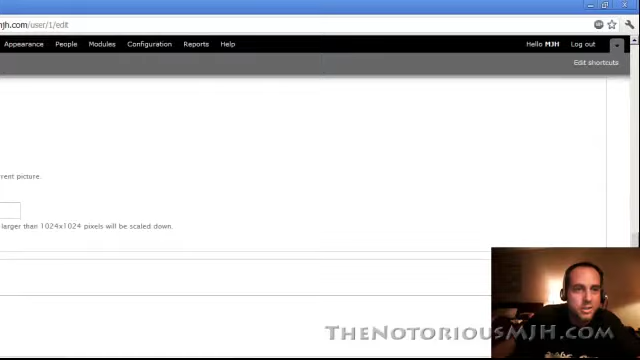 mjh.com/user/1/edit
Appearance People Modules Configuration Reports Help Hello MJH Log out
Edit shortcuts
rent picture.
larger than 1024x1024 pixels will be scaled down.
TheNotoriousMJH.com